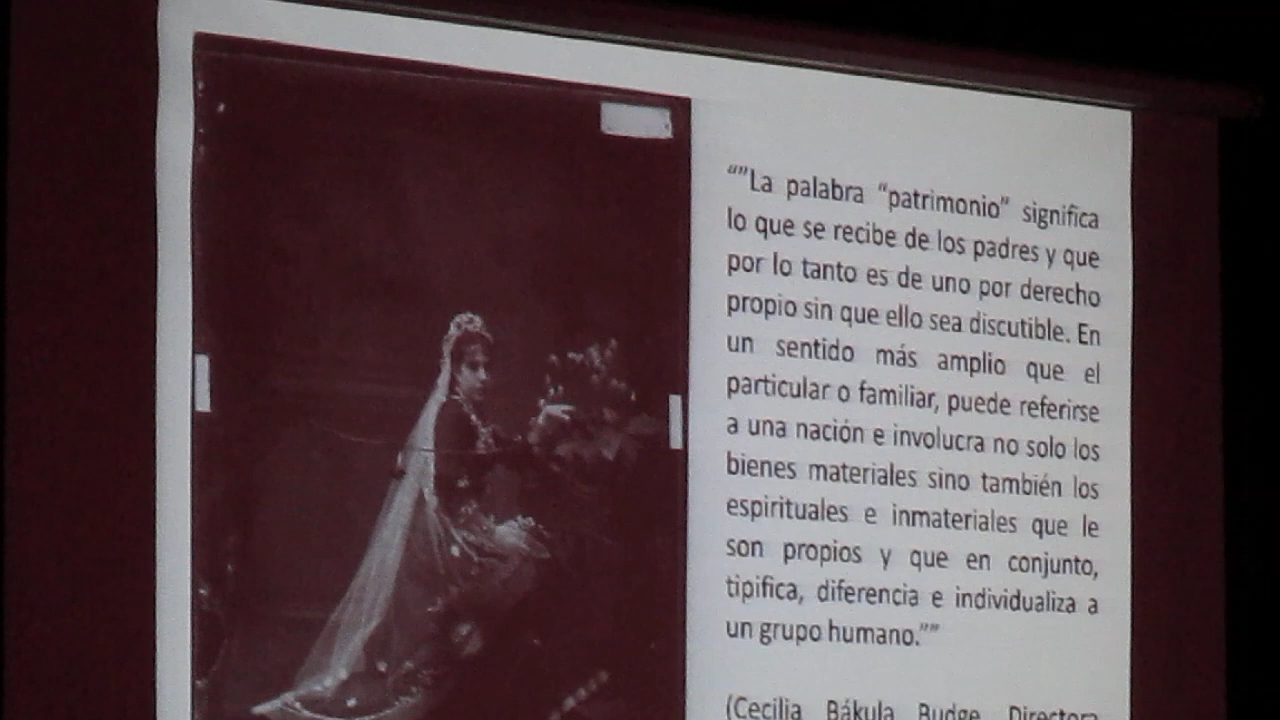 “”La palabra “patrimonio” significa
lo que se recibe de los padres y que
por lo tanto es de uno por derecho
propio sin que ello sea discutible. En
un sentido más amplio que el
particular o familiar, puede referirse
a una nación e involucra no solo los
bienes materiales sino también los
espirituales e inmateriales que le
son propios y que en conjunto,
tipifica, diferencia e individualiza a
un grupo humano.””
(Cecilia Bákula Budge, Directora